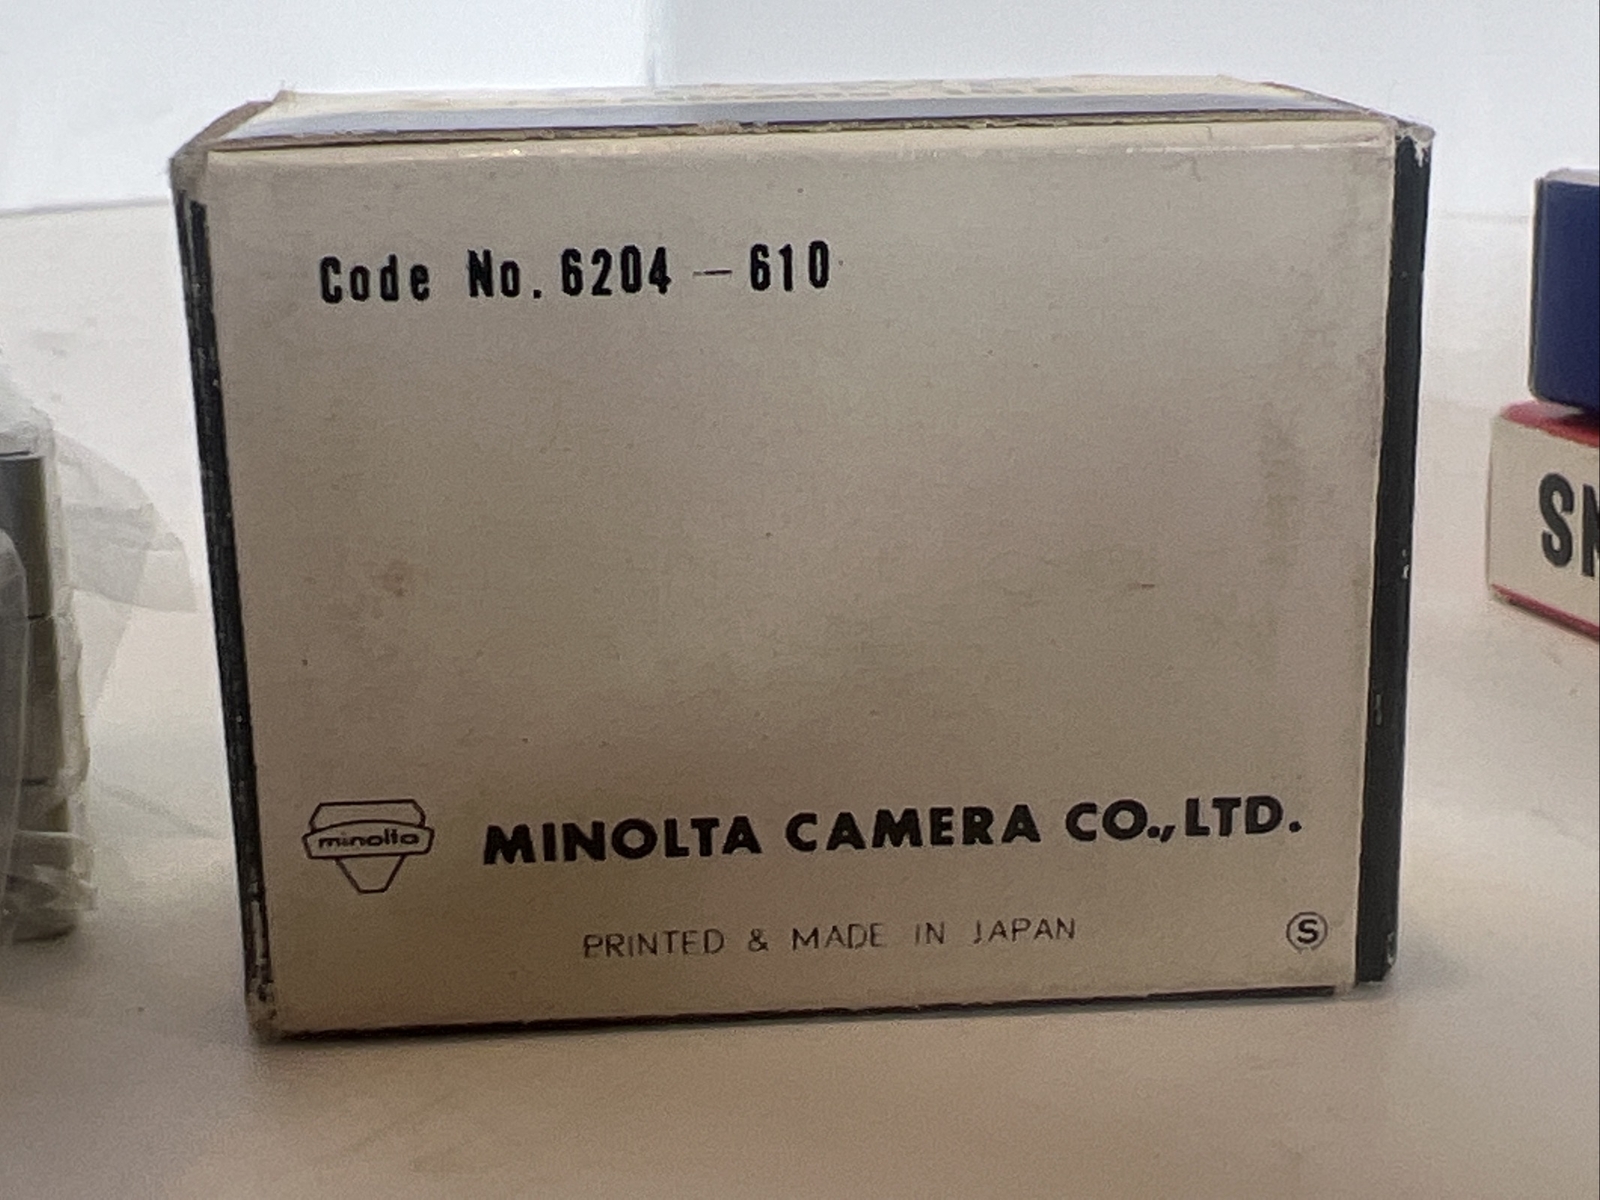 Code No. 6204 — 610
minolta
MINOLTA CAMERA CO., LTD.
PRINTED & MADE IN JAPAN
S